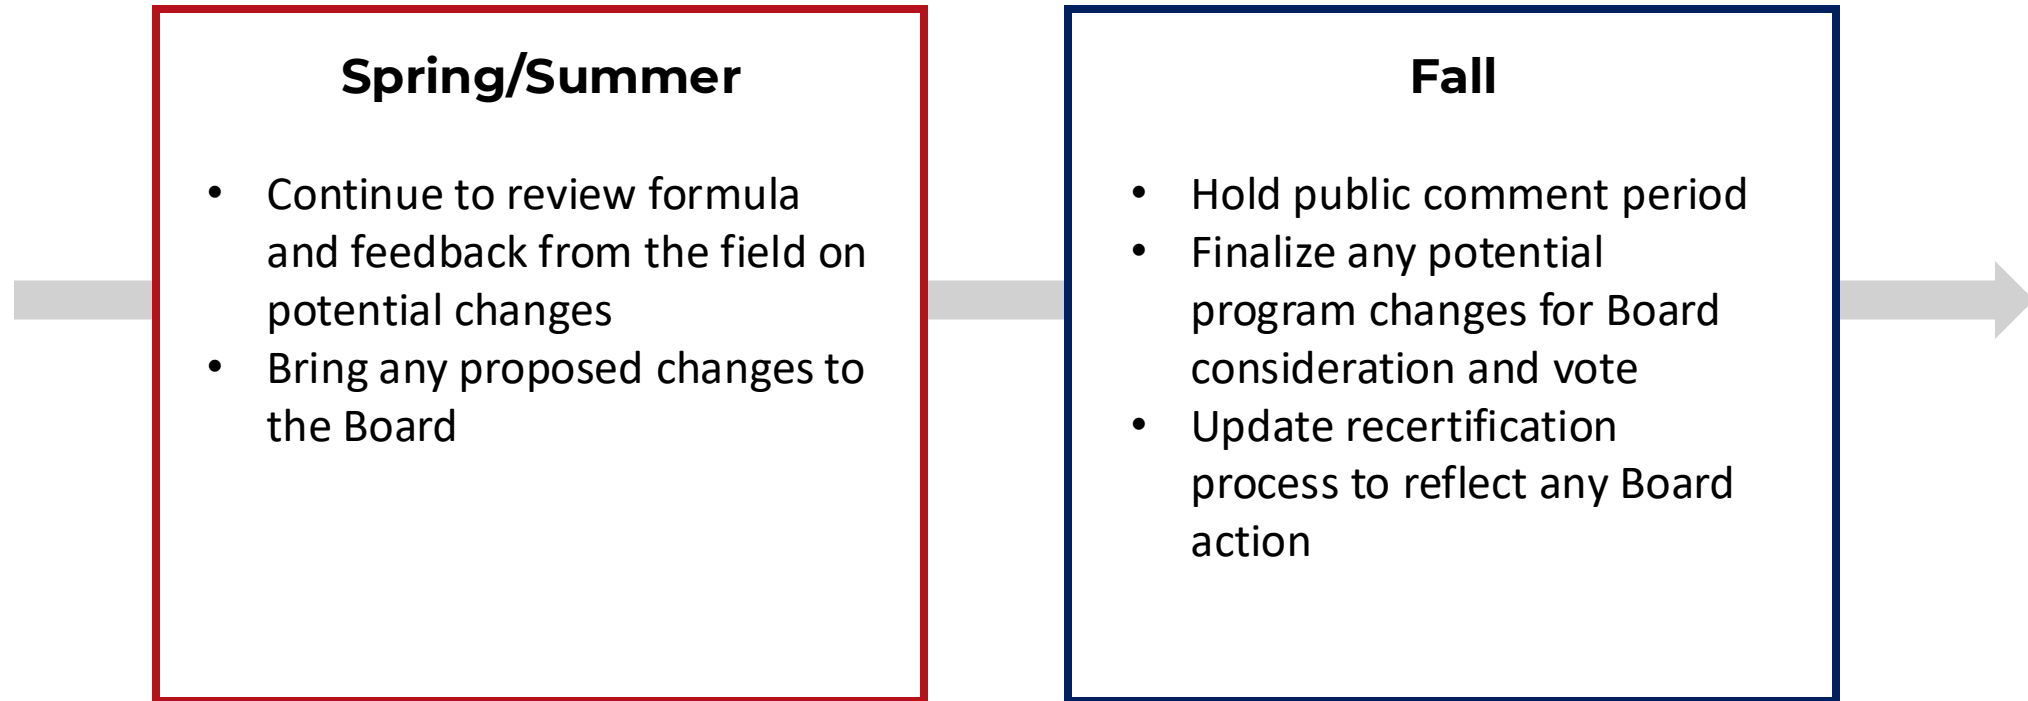 Spring/Summer
• Continue to review formula
and feedback from the field on
potential changes
• Bring any proposed changes to
the Board
Fall
• Hold public comment period
• Finalize any potential
program changes for Board
consideration and vote
• Update recertification
process to reflect any Board
action